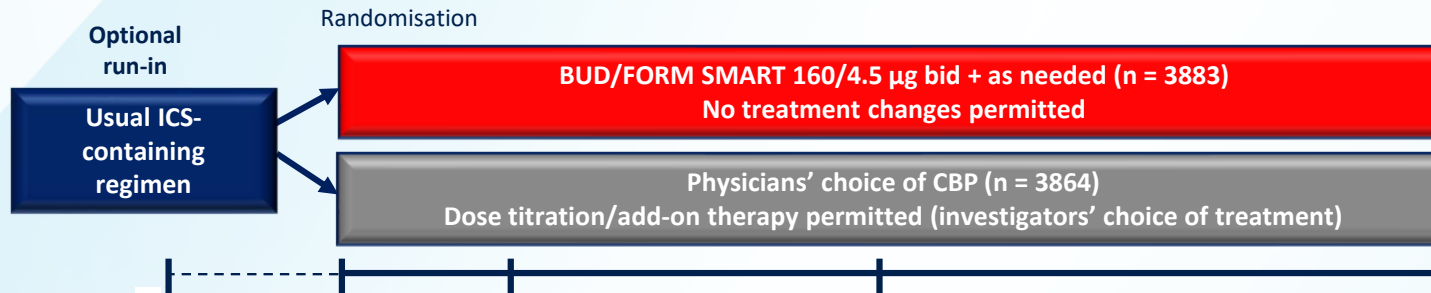 Randomisation
Optional
run-in
Usual ICS-
containing
regimen
BUD/FORM SMART 160/4.5 µg bid + as needed (n = 3883)
No treatment changes permitted
Physicians’ choice of CBP (n = 3864)
Dose titration/add-on therapy permitted (investigators’ choice of treatment)